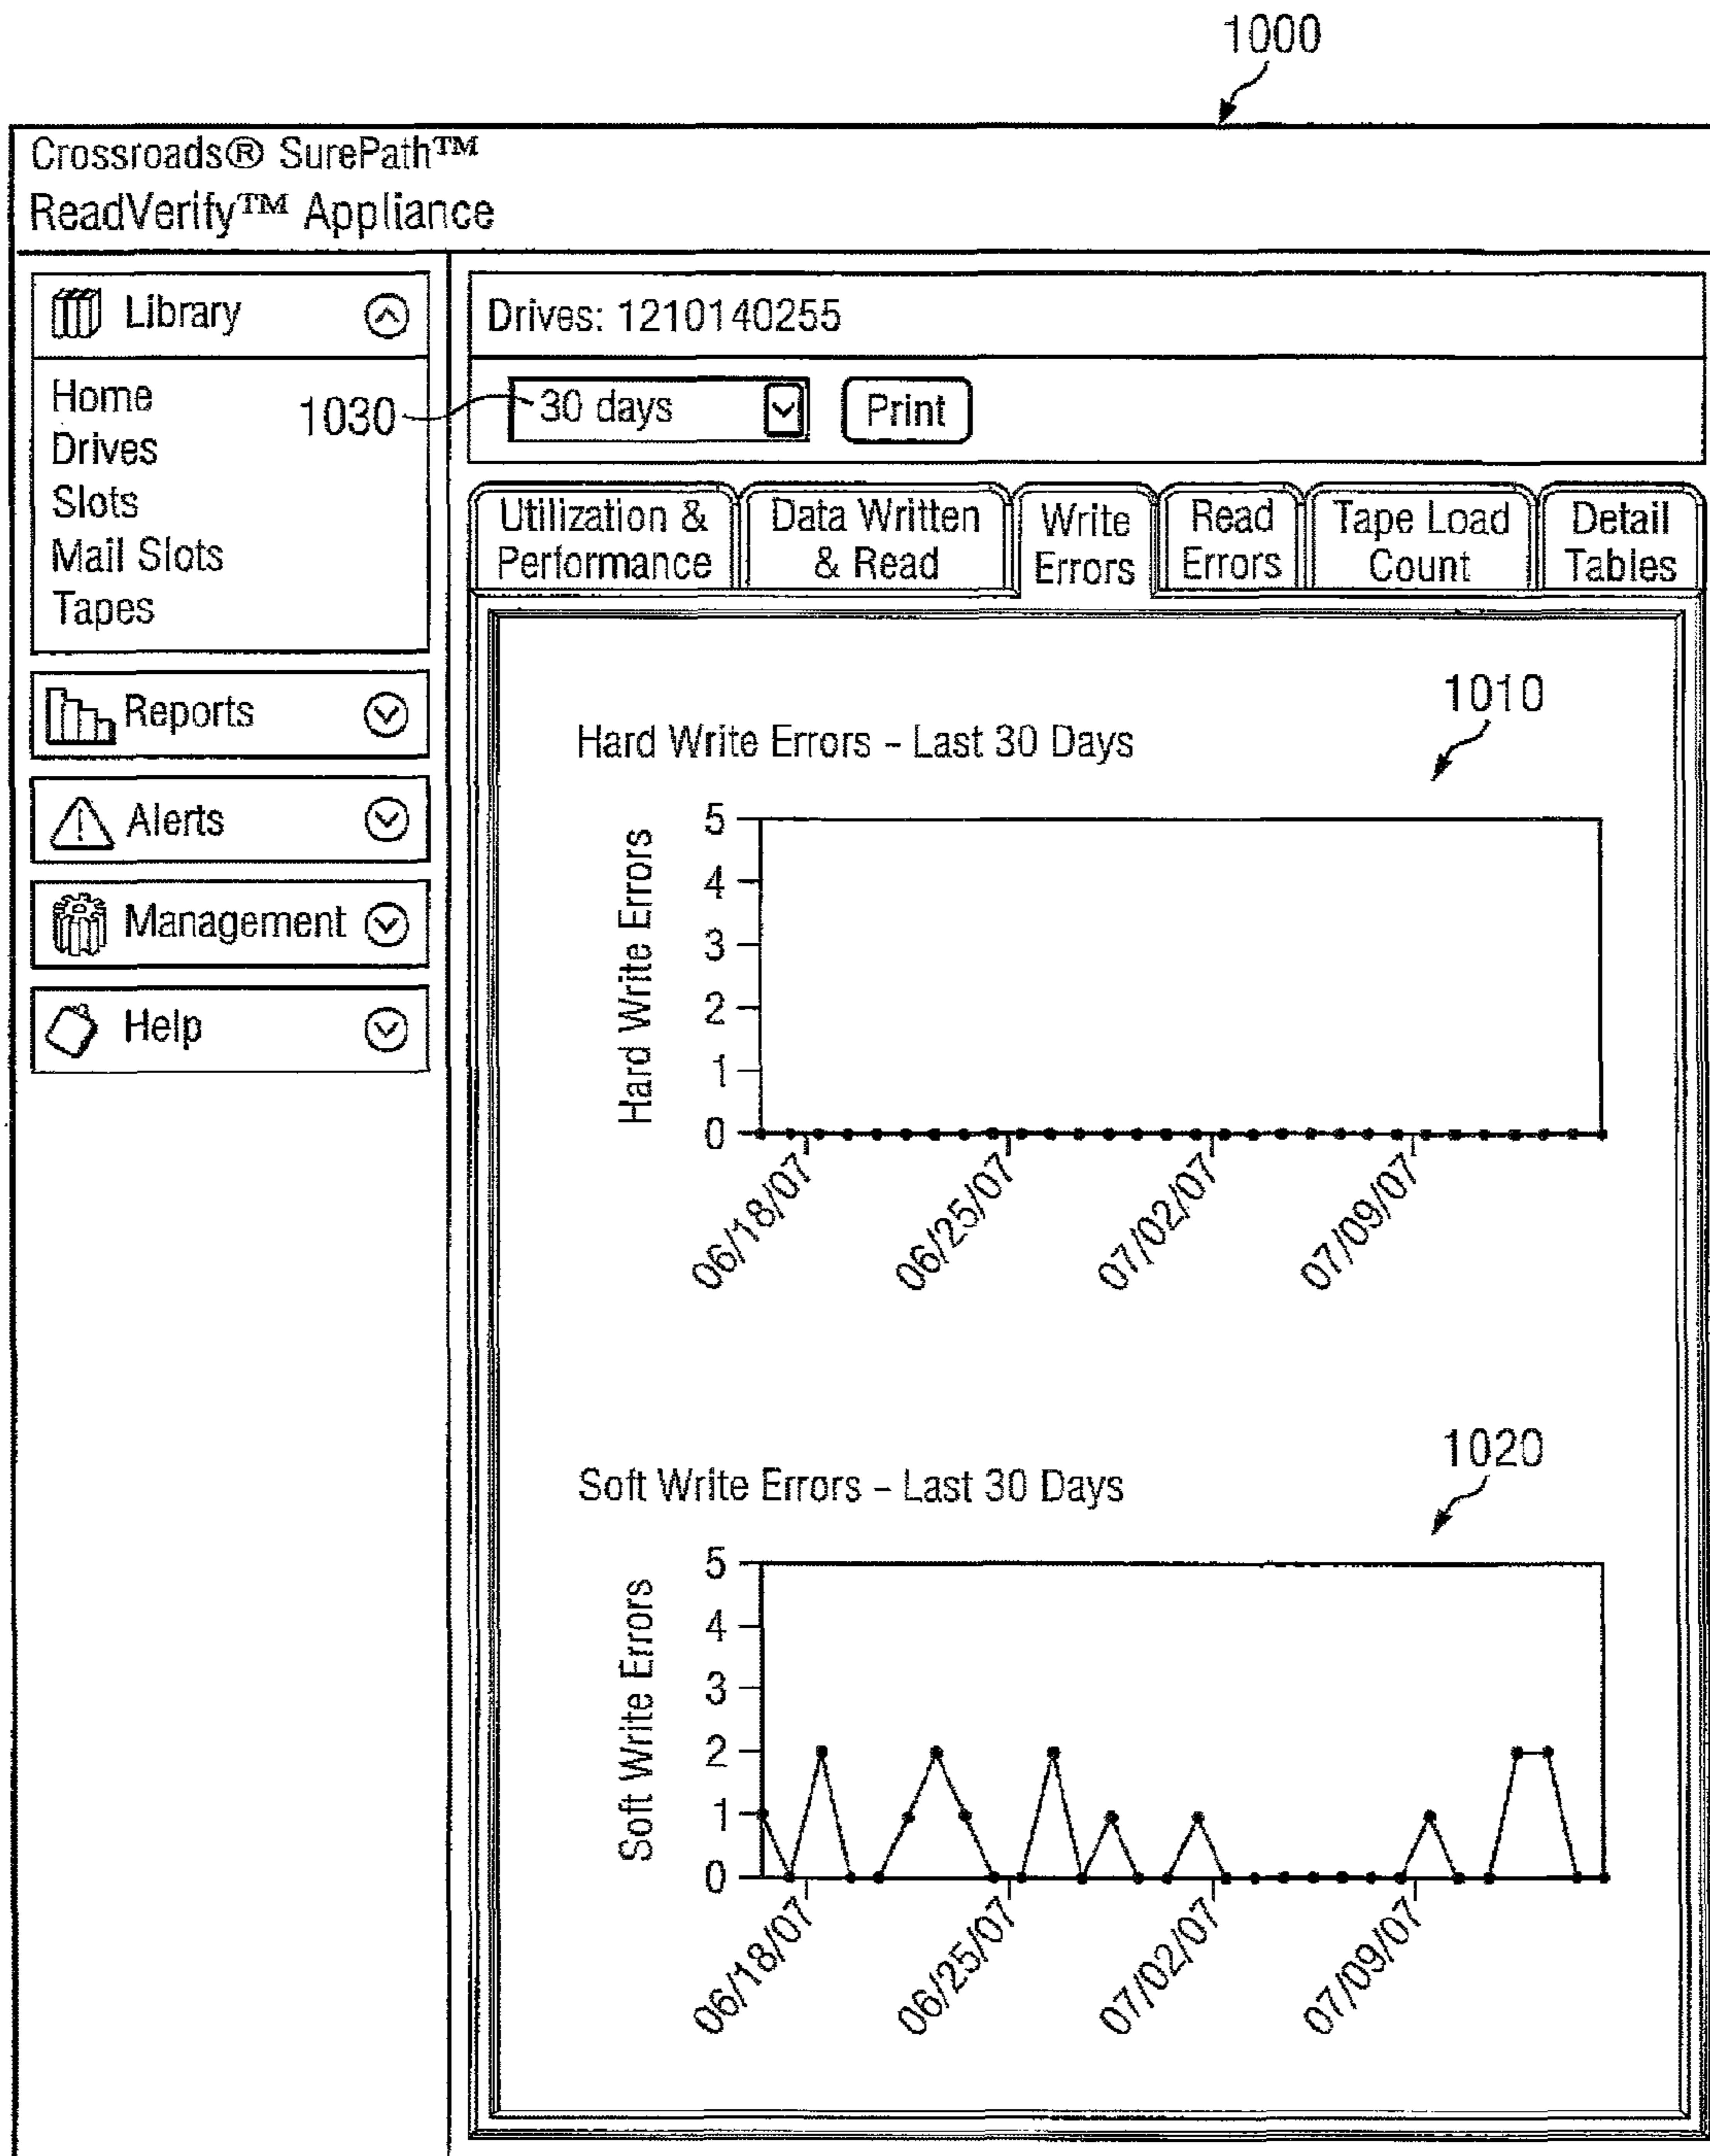 1000
Crossroads® SurePath™
ReadVerify™ Appliance
Library
Home
Drives
Slots
Mail Slots
Tapes
Reports
Alerts
Management
Help
Drives: 1210140255
1030
30 days
Print
Utilization &
Performance
Data Written
& Read
Write
Errors
Read
Errors
Tape Load
Count
Detail
Tables
1010
Hard Write Errors – Last 30 Days
Hard Write Errors
5
4
3
2
1
0
06/18/07
06/25/07
07/02/07
07/09/07
1020
Soft Write Errors – Last 30 Days
Soft Write Errors
5
4
3
2
1
0
06/18/07
06/25/07
07/02/07
07/09/07